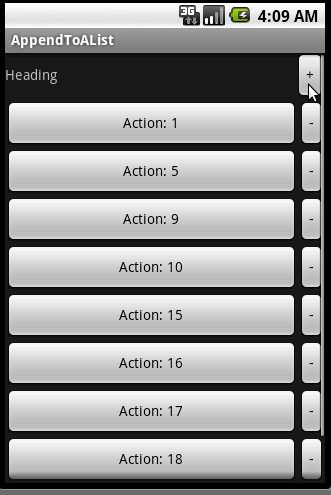 3G 4:09 AM
AppendToAList
Heading +
Action: 1 -
Action: 5 -
Action: 9 -
Action: 10 -
Action: 15 -
Action: 16 -
Action: 17 -
Action: 18 -